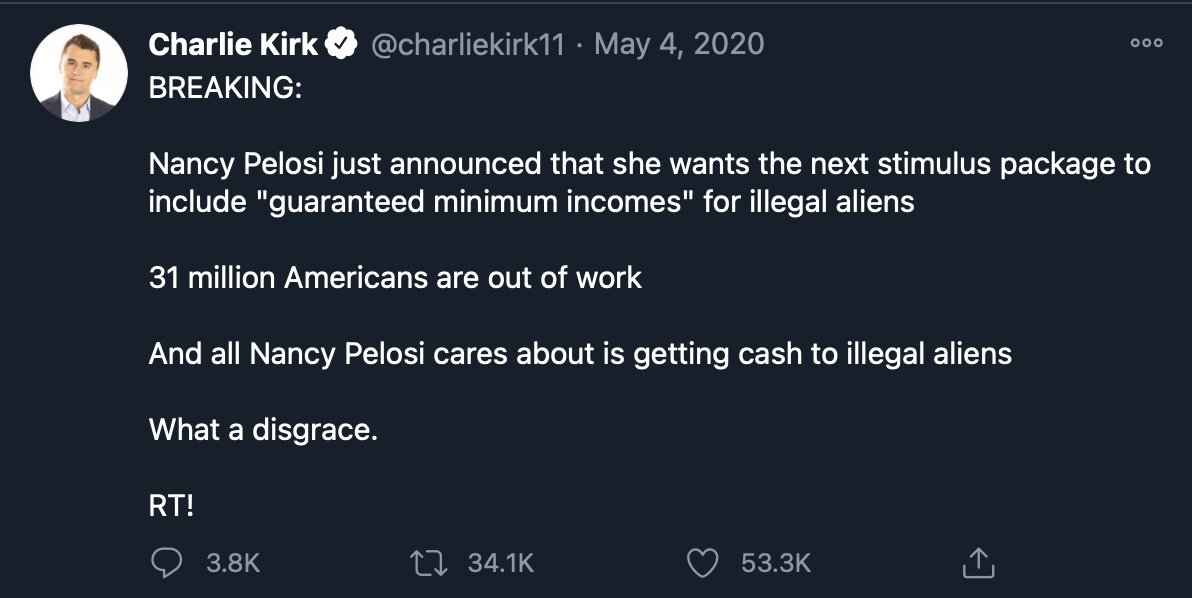 Charlie Kirk @charliekirk11 · May 4, 2020
BREAKING:
Nancy Pelosi just announced that she wants the next stimulus package to
include "guaranteed minimum incomes" for illegal aliens
31 million Americans are out of work
And all Nancy Pelosi cares about is getting cash to illegal aliens
What a disgrace.
RT!
3.8K 34.1K 53.3K